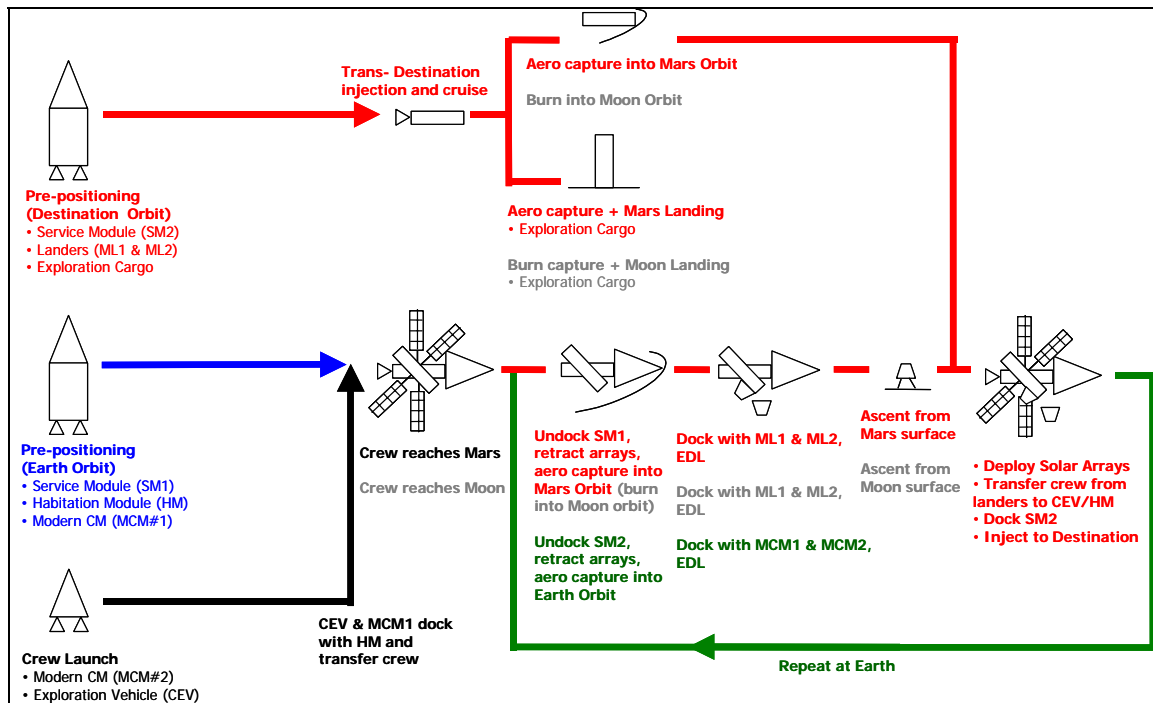 Trans- Destination
injection and cruise
Aero capture into Mars Orbit
Burn into Moon Orbit
Pre-positioning
(Destination Orbit)
• Service Module (SM2)
• Landers (ML1 & ML2)
• Exploration Cargo
Aero capture + Mars Landing
• Exploration Cargo
Burn capture + Moon Landing
• Exploration Cargo
Pre-positioning
(Earth Orbit)
• Service Module (SM1)
• Habitation Module (HM)
• Modern CM (MCM#1)
Crew reaches Mars
Crew reaches Moon
Undock SM1,
retract arrays,
aero capture into
Mars Orbit (burn
into Moon orbit)
Undock SM2,
retract arrays,
aero capture into
Earth Orbit
Dock with ML1 & ML2,
EDL
Dock with ML1 & ML2,
EDL
Dock with MCM1 & MCM2,
EDL
Ascent from
Mars surface
Ascent from
Moon surface
• Deploy Solar Arrays
• Transfer crew from
landers to CEV/HM
• Dock SM2
• Inject to Destination
Crew Launch
• Modern CM (MCM#2)
• Exploration Vehicle (CEV)
CEV & MCM1 dock
with HM and
transfer crew
Repeat at Earth